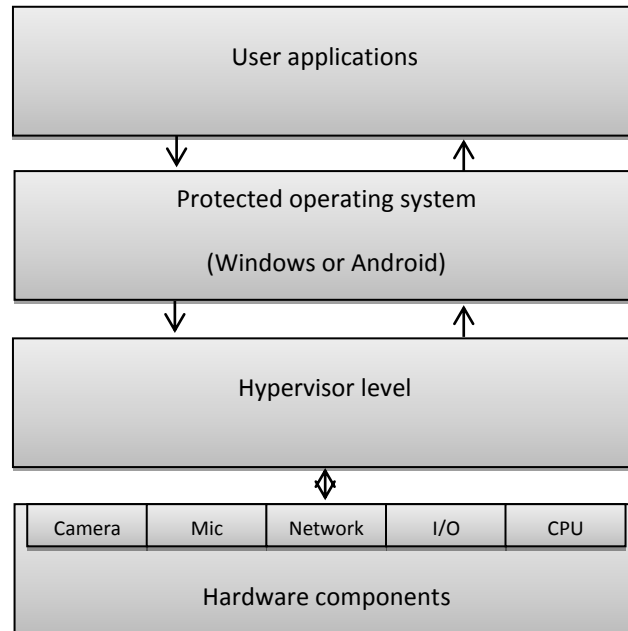 User applications
Protected operating system
(Windows or Android)
Hypervisor level
Camera Mic Network I/O CPU
Hardware components